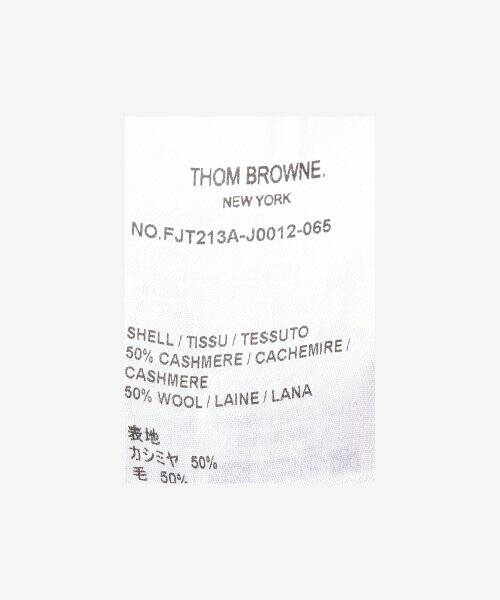 THOM BROWNE.
NEW YORK
NO.FJT213A-J0012-065
SHELL / TISSU / TESSUTO
50% CASHMERE / CACHEMIRE /
CASHMERE
50% WOOL / LAINE / LANA
表地
カシミヤ 50%
毛 50%